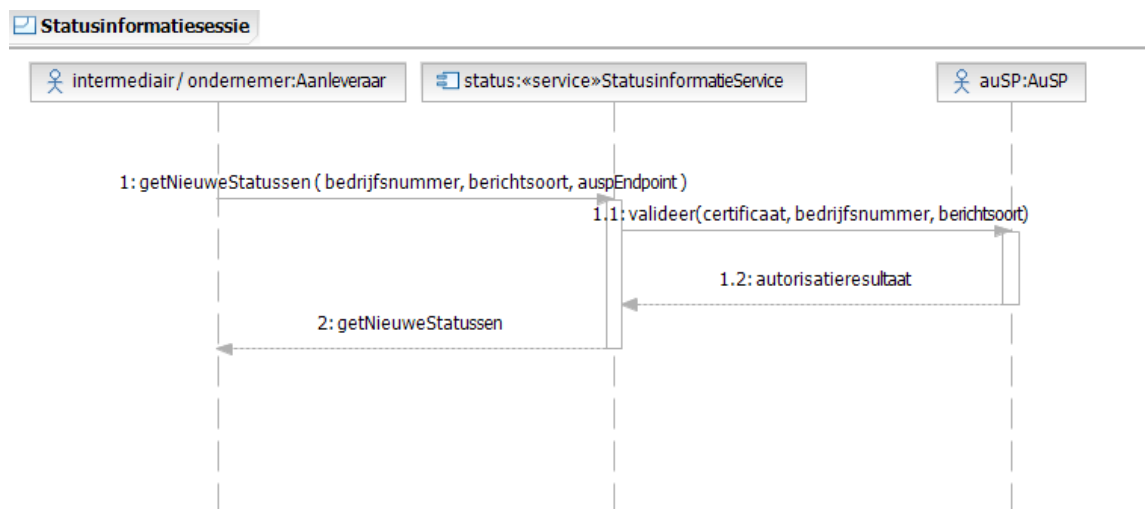 Statusinformatiesessie
intermediair / ondernemer:Aanleveraar
status:«service»StatusinformatieService
auSP:AuSP
1: getNieuweStatussen ( bedrijfsnummer, berichtsoort, auspEndpoint )
1.1: valideer(certificaat, bedrijfsnummer, berichtsoort)
1.2: autorisatieresultaat
2: getNieuweStatussen